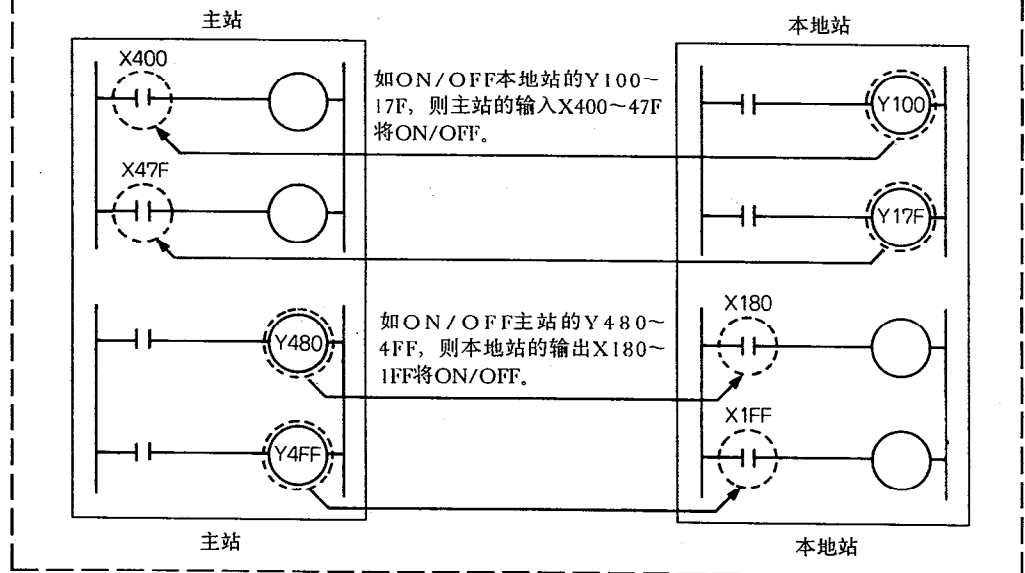 主站
本地站
X400
如ON/OFF本地站的Y100~
17F，则主站的输入X400~47F
将ON/OFF。
Y100
X47F
Y17F
Y480
如ON/OFF主站的Y480~
4FF，则本地站的输出X180~
1FF将ON/OFF。
X180
Y4FF
X1FF
主站
本地站